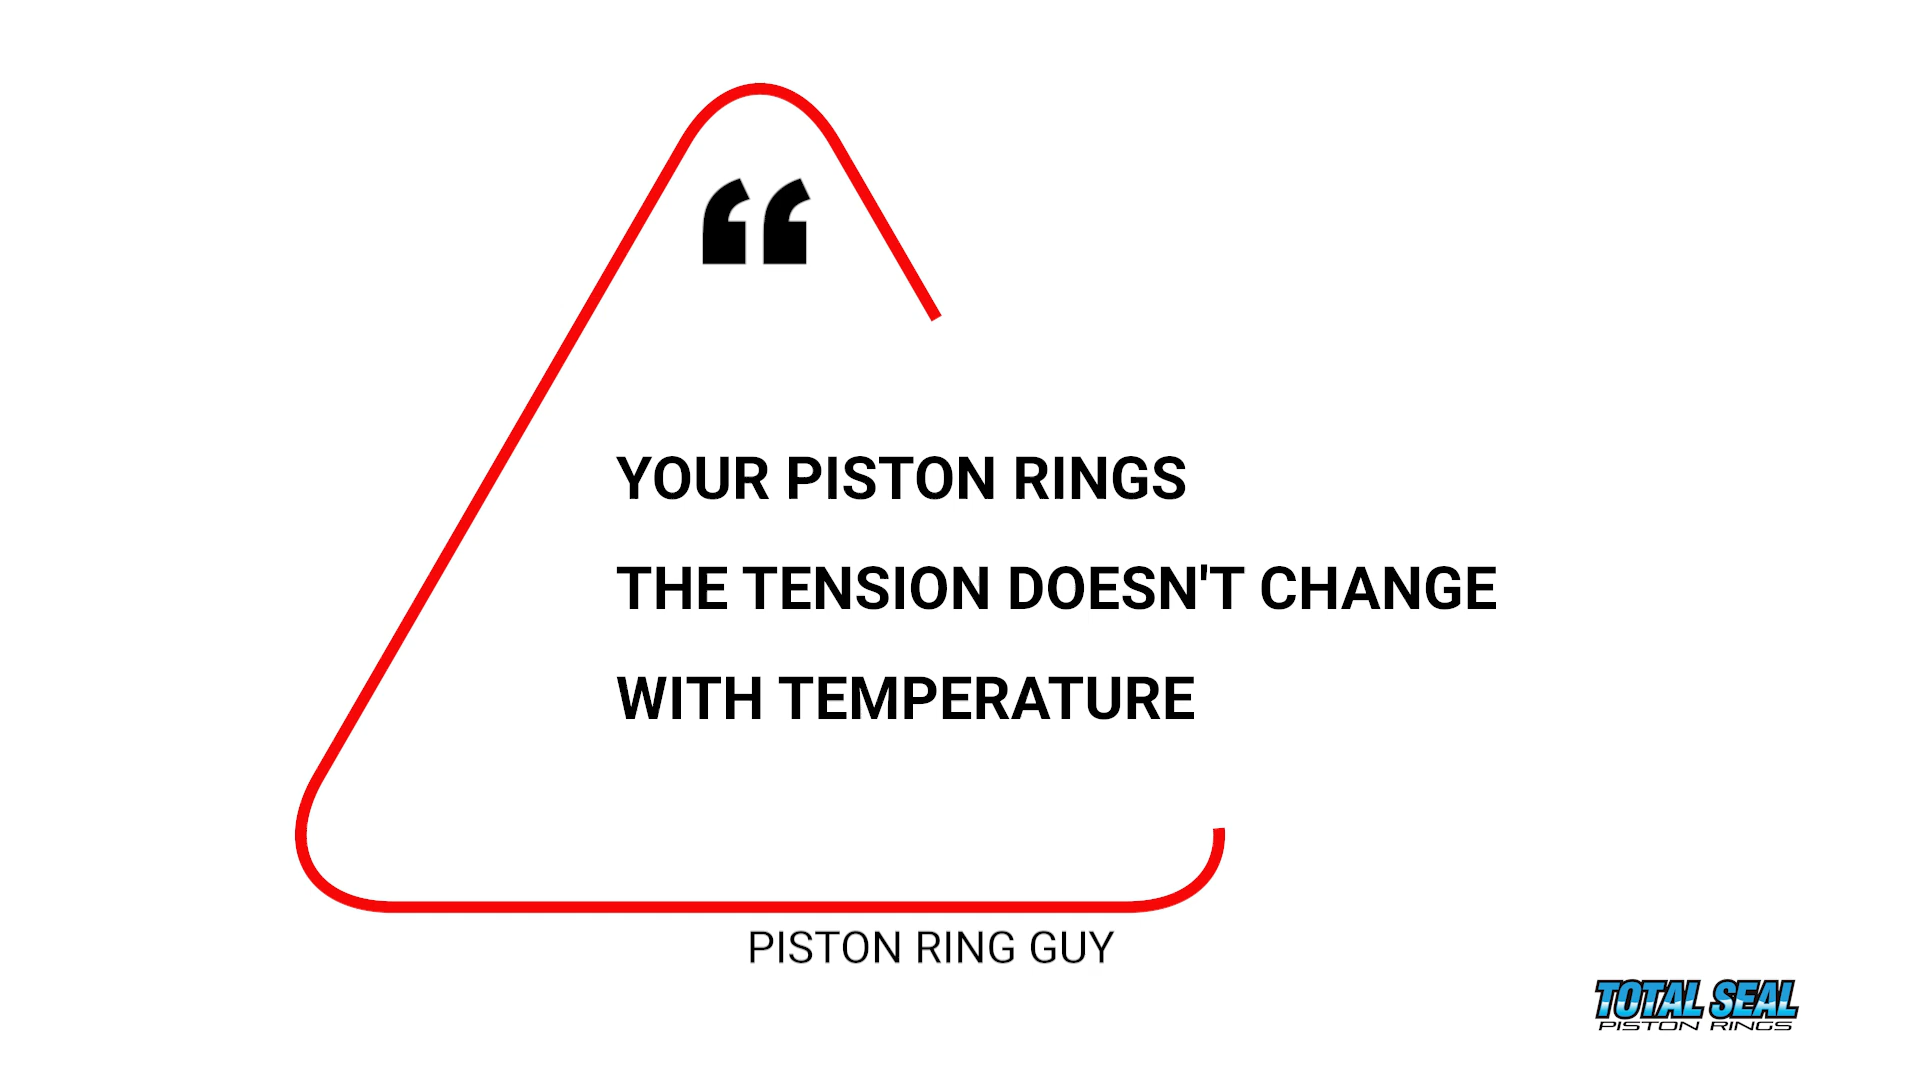 “
YOUR PISTON RINGS
THE TENSION DOESN'T CHANGE
WITH TEMPERATURE
PISTON RING GUY
TOTAL SEAL
PISTON RINGS